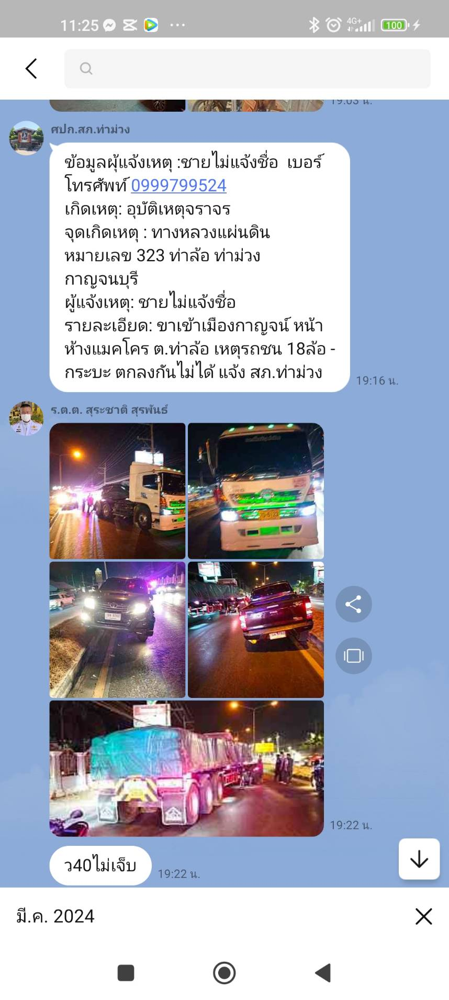 11:25
4G+
100
19:03 น.
ศปก.สภ.ท่าม่วง
ข้อมูลผุ้แจ้งเหตุ :ชายไม่แจ้งชื่อ เบอร์
โทรศัพท์ 0999799524
เกิดเหตุ: อุบัติเหตุจราจร
จุดเกิดเหตุ : ทางหลวงแผ่นดิน
หมายเลข 323 ท่าล้อ ท่าม่วง
กาญจนบุรี
ผู้แจ้งเหตุ: ชายไม่แจ้งชื่อ
รายละเอียด: ขาเข้าเมืองกาญจน์ หน้า
ห้างแมคโคร ต.ท่าล้อ เหตุรถชน 18ล้อ -
กระบะ ตกลงกันไม่ได้ แจ้ง สภ.ท่าม่วง
19:16 น.
ร.ต.ต. สุระชาติ สุรพันธ์
19:22 น.
ว40ไม่เจ็บ
19:22 น.
มี.ค. 2024